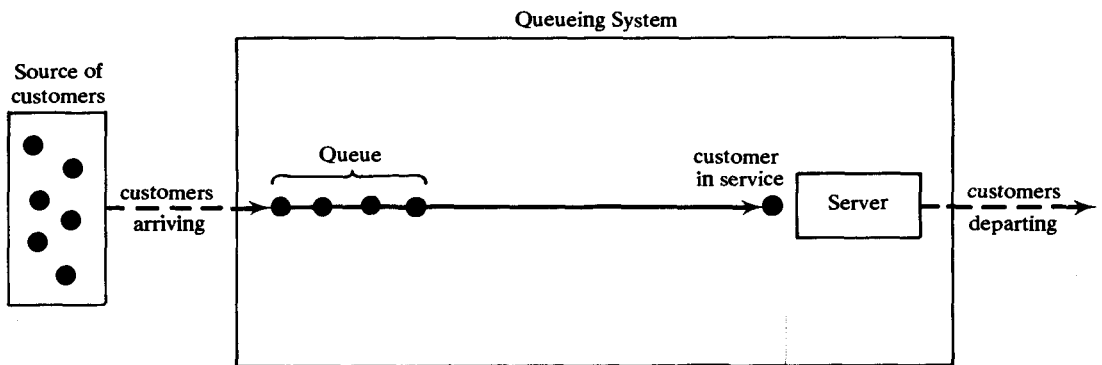 Queueing System
Source of
customers
Queue
customers
arriving
customer
in service
Server
customers
departing